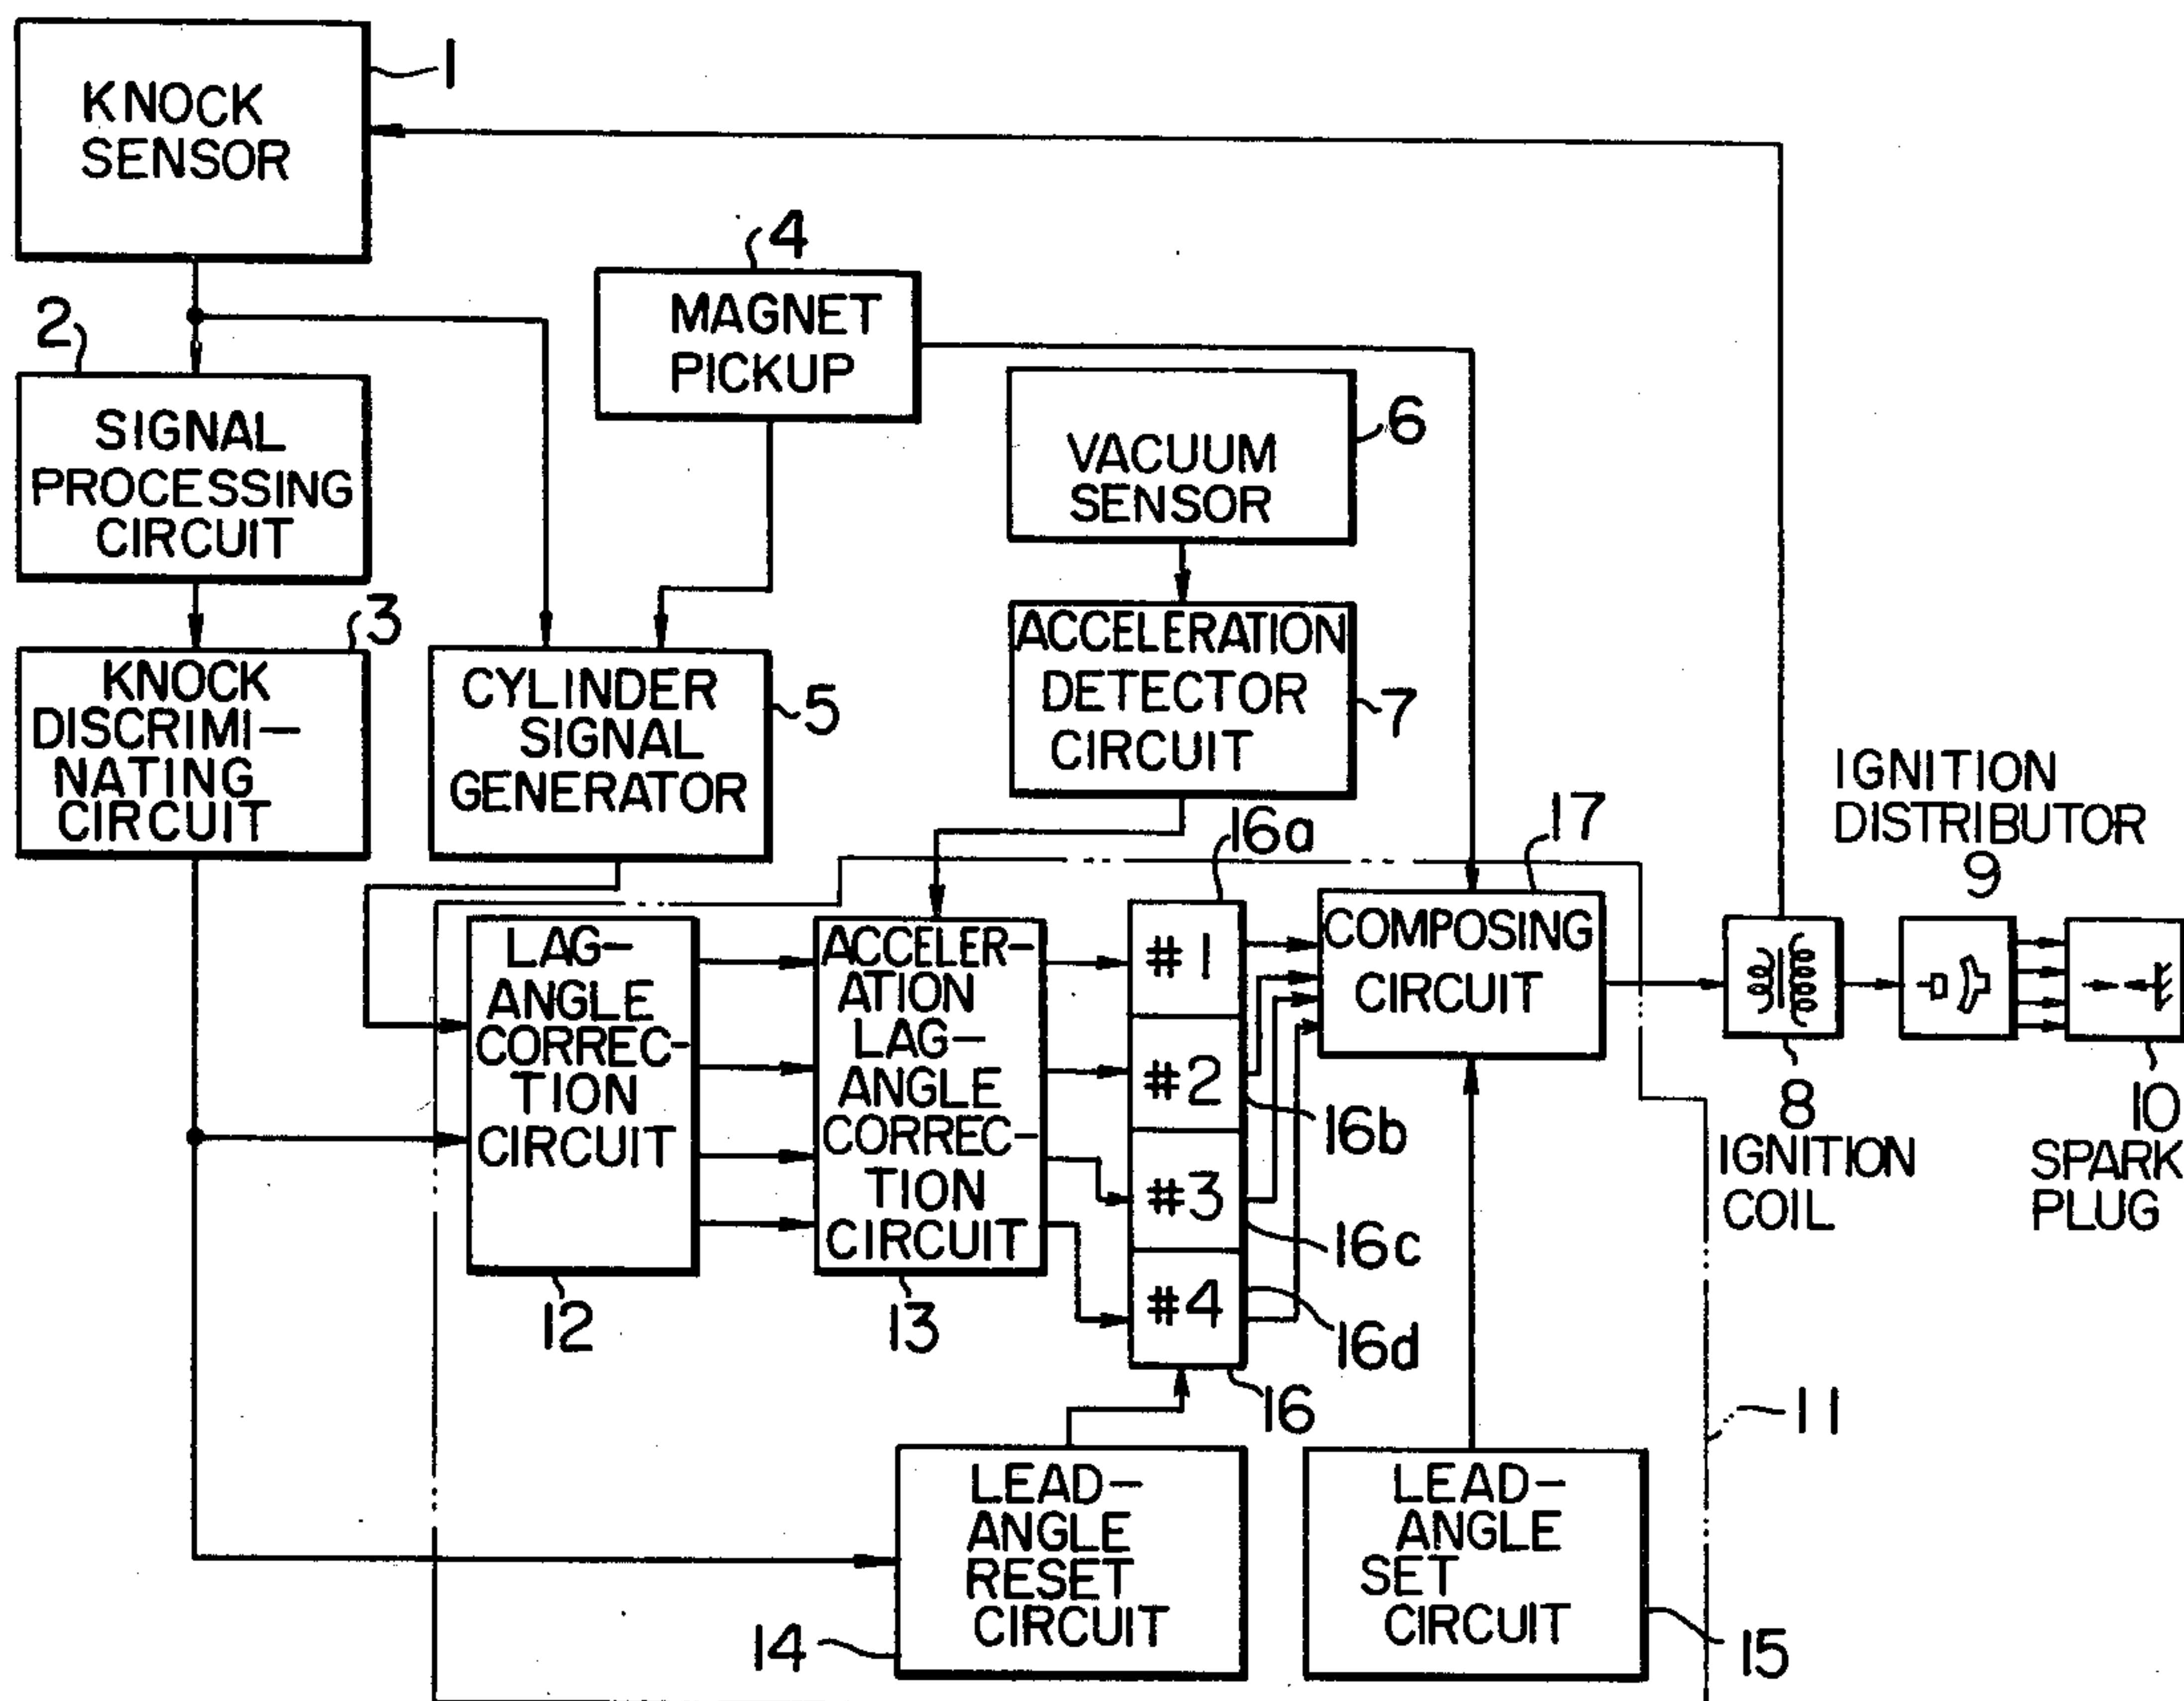 KNOCK
SENSOR
1
2
SIGNAL
PROCESSING
CIRCUIT
3
KNOCK
DISCRIMI-
NATING
CIRCUIT
4
MAGNET
PICKUP
CYLINDER
SIGNAL
GENERATOR
5
VACUUM
SENSOR
6
ACCELERATION
DETECTOR
CIRCUIT
7
IGNITION
DISTRIBUTOR
9
16a
17
LAG-
ANGLE
CORREC-
TION
CIRCUIT
12
ACCELER-
ATION
LAG-
ANGLE
CORREC-
TION
CIRCUIT
13
#1
#2
#3
#4
16b
16c
16d
16
COMPOSING
CIRCUIT
8
IGNITION
COIL
10
SPARK
PLUG
11
LEAD-
ANGLE
RESET
CIRCUIT
14
LEAD-
ANGLE
SET
CIRCUIT
15